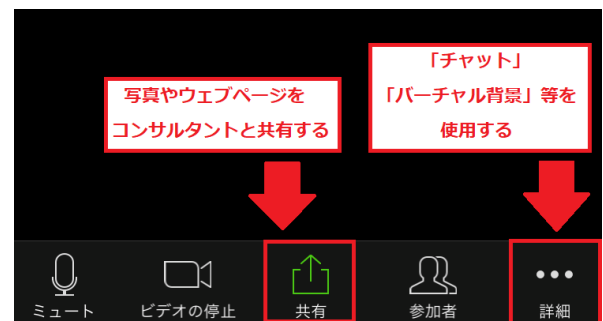 写真やウェブページを
コンサルタントと共有する
「チャット」
「バーチャル背景」等を
使用する
ミュート
ビデオの停止
共有
参加者
詳細